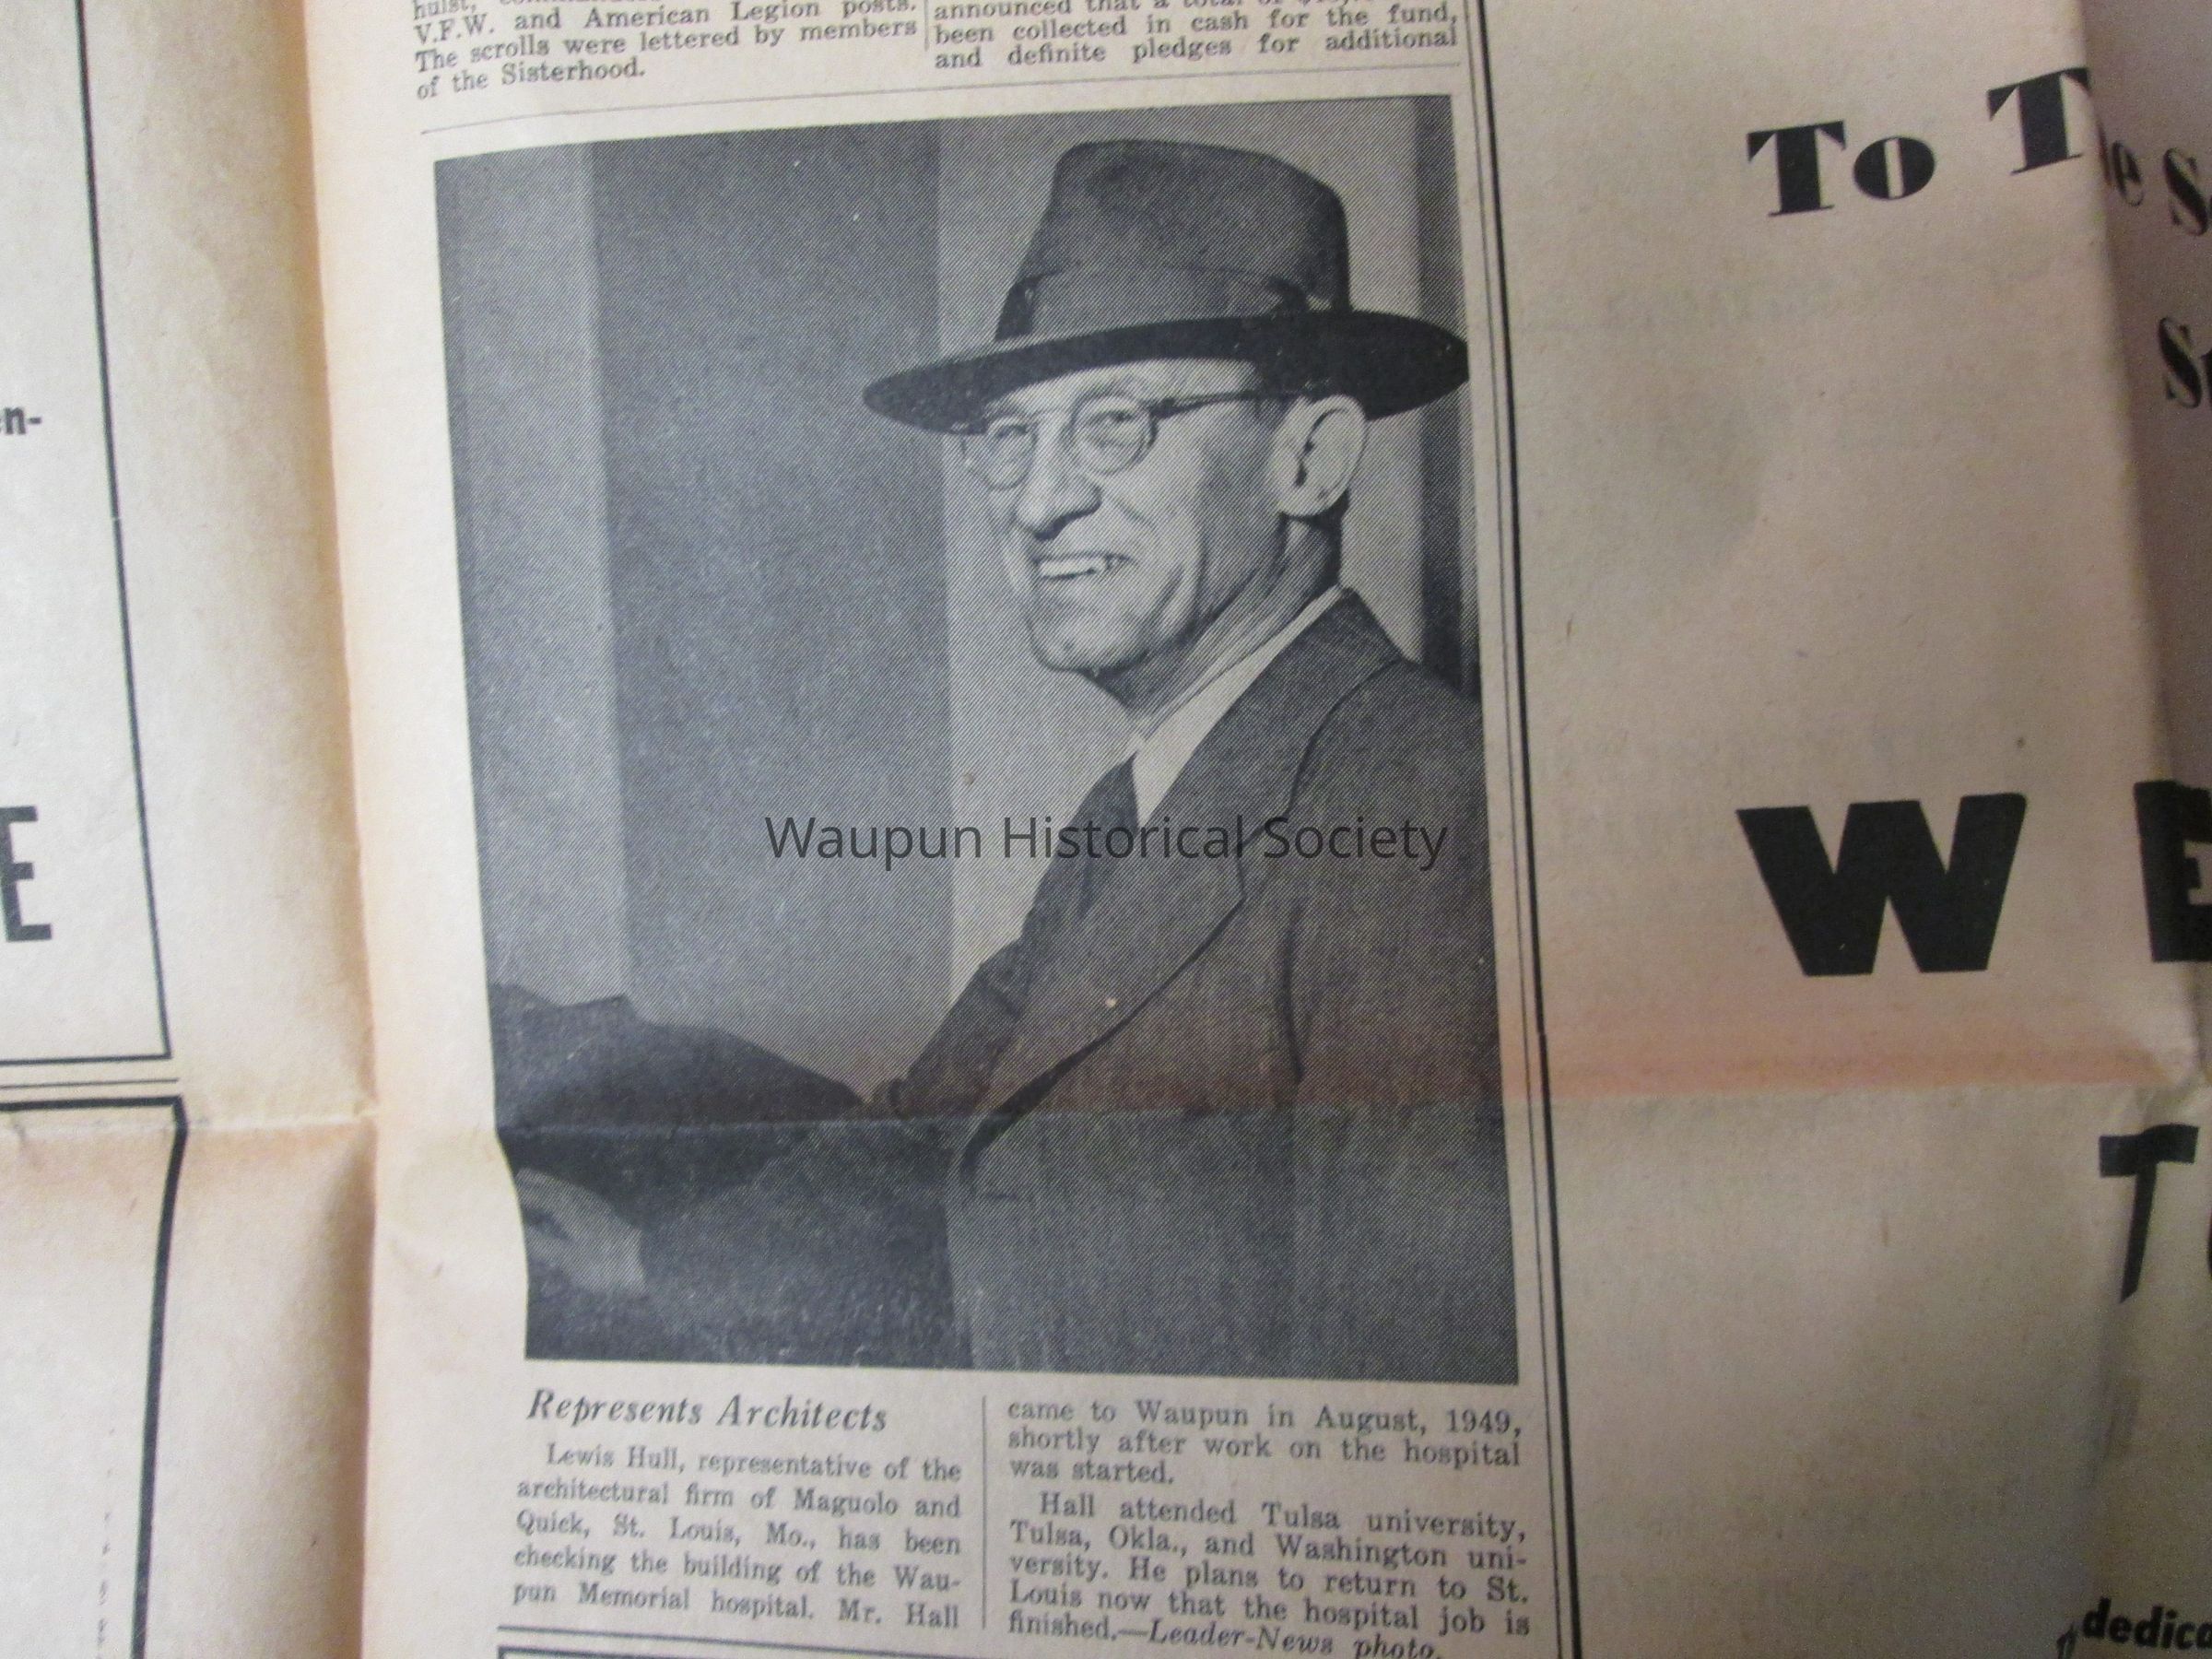 V.F.W. and American Legion posts.
The scrolls were lettered by members
of the Sisterhood.
announced that a total of
been collected in cash for the fund,
and definite pledges for additional
n-
E
To The S
W E
T
dedica
Waupun Historical Society
Represents Architects
Lewis Hull, representative of the
architectural firm of Maguolo and
Quick, St. Louis, Mo., has been
checking the building of the Wau-
pun Memorial hospital. Mr. Hall
came to Waupun in August, 1949,
shortly after work on the hospital
was started.
Hall attended Tulsa university,
Tulsa, Okla., and Washington uni-
versity. He plans to return to St.
Louis now that the hospital job is
finished.—Leader-News photo.